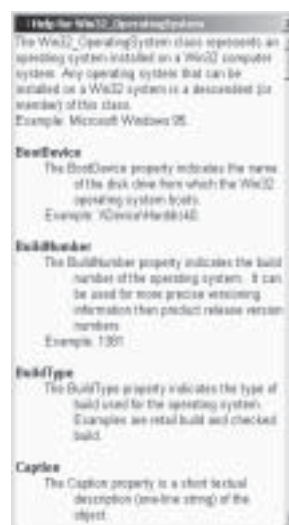 Help for Win32_OperatingSystem
The Win32_OperatingSystem class represents an
operating system installed on a Win32 computer
system. Any operating system that can be
installed on a Win32 system is a descendent (or
member) of this class.
Example: Microsoft Windows 95.
BootDevice
The BootDevice property indicates the name
of the disk drive from which the Win32
operating system boots.
Example: \\Device\Harddisk0.
BuildNumber
The BuildNumber property indicates the build
number of the operating system. It can
be used for more precise versioning
information than product release version
numbers
Example: 1381
BuildType
The BuildType property indicates the type of
build used for the operating system.
Examples are retail build and checked
build.
Caption
The Caption property is a short textual
description (one-line string) of the
object.